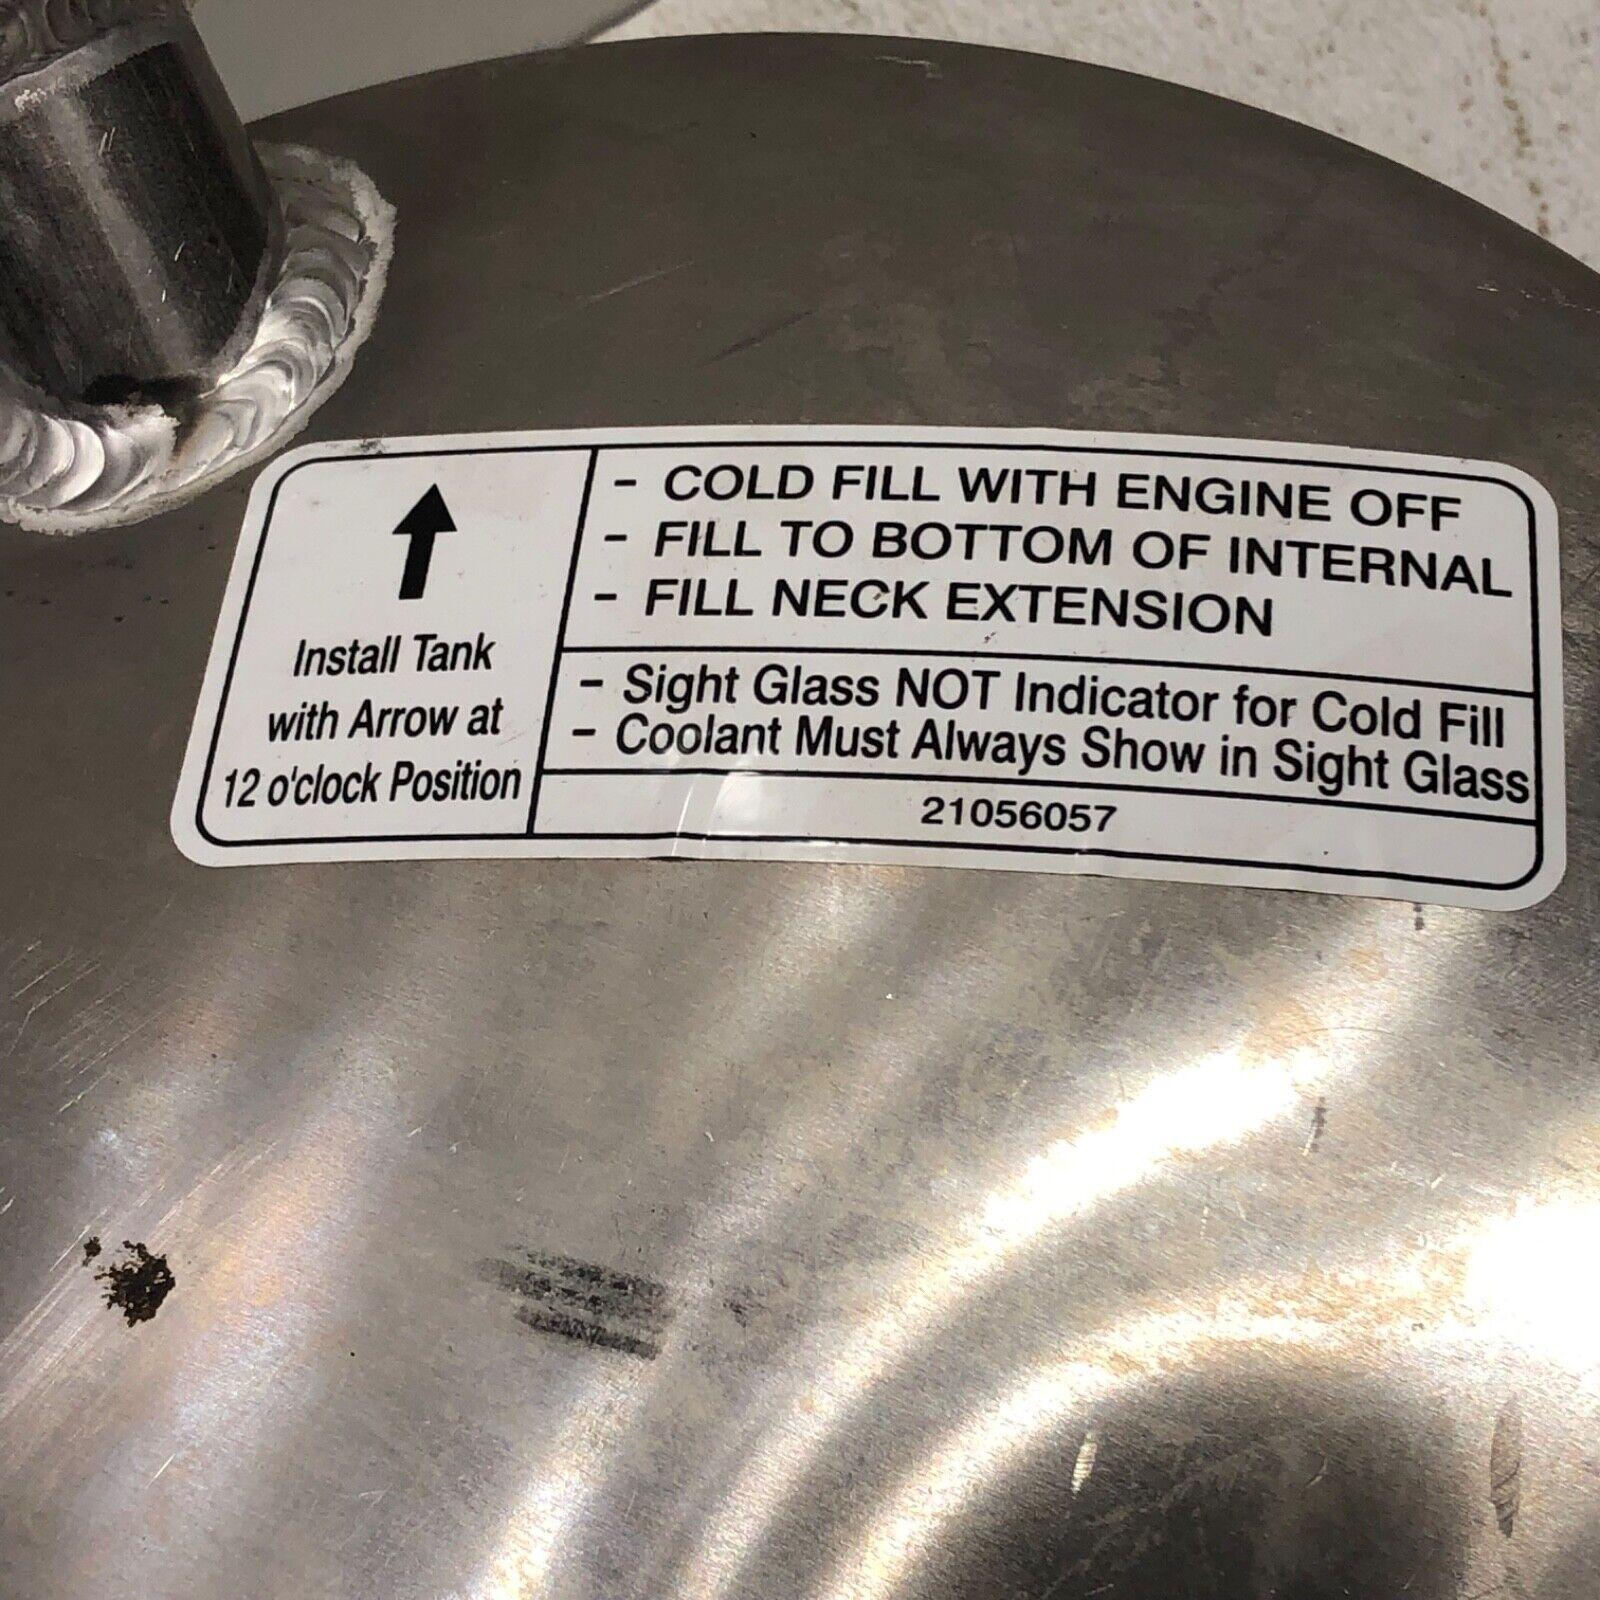 Install Tank
with Arrow at
12 o'clock Position
- COLD FILL WITH ENGINE OFF
- FILL TO BOTTOM OF INTERNAL
- FILL NECK EXTENSION
- Sight Glass NOT Indicator for Cold Fill
- Coolant Must Always Show in Sight Glass
21056057